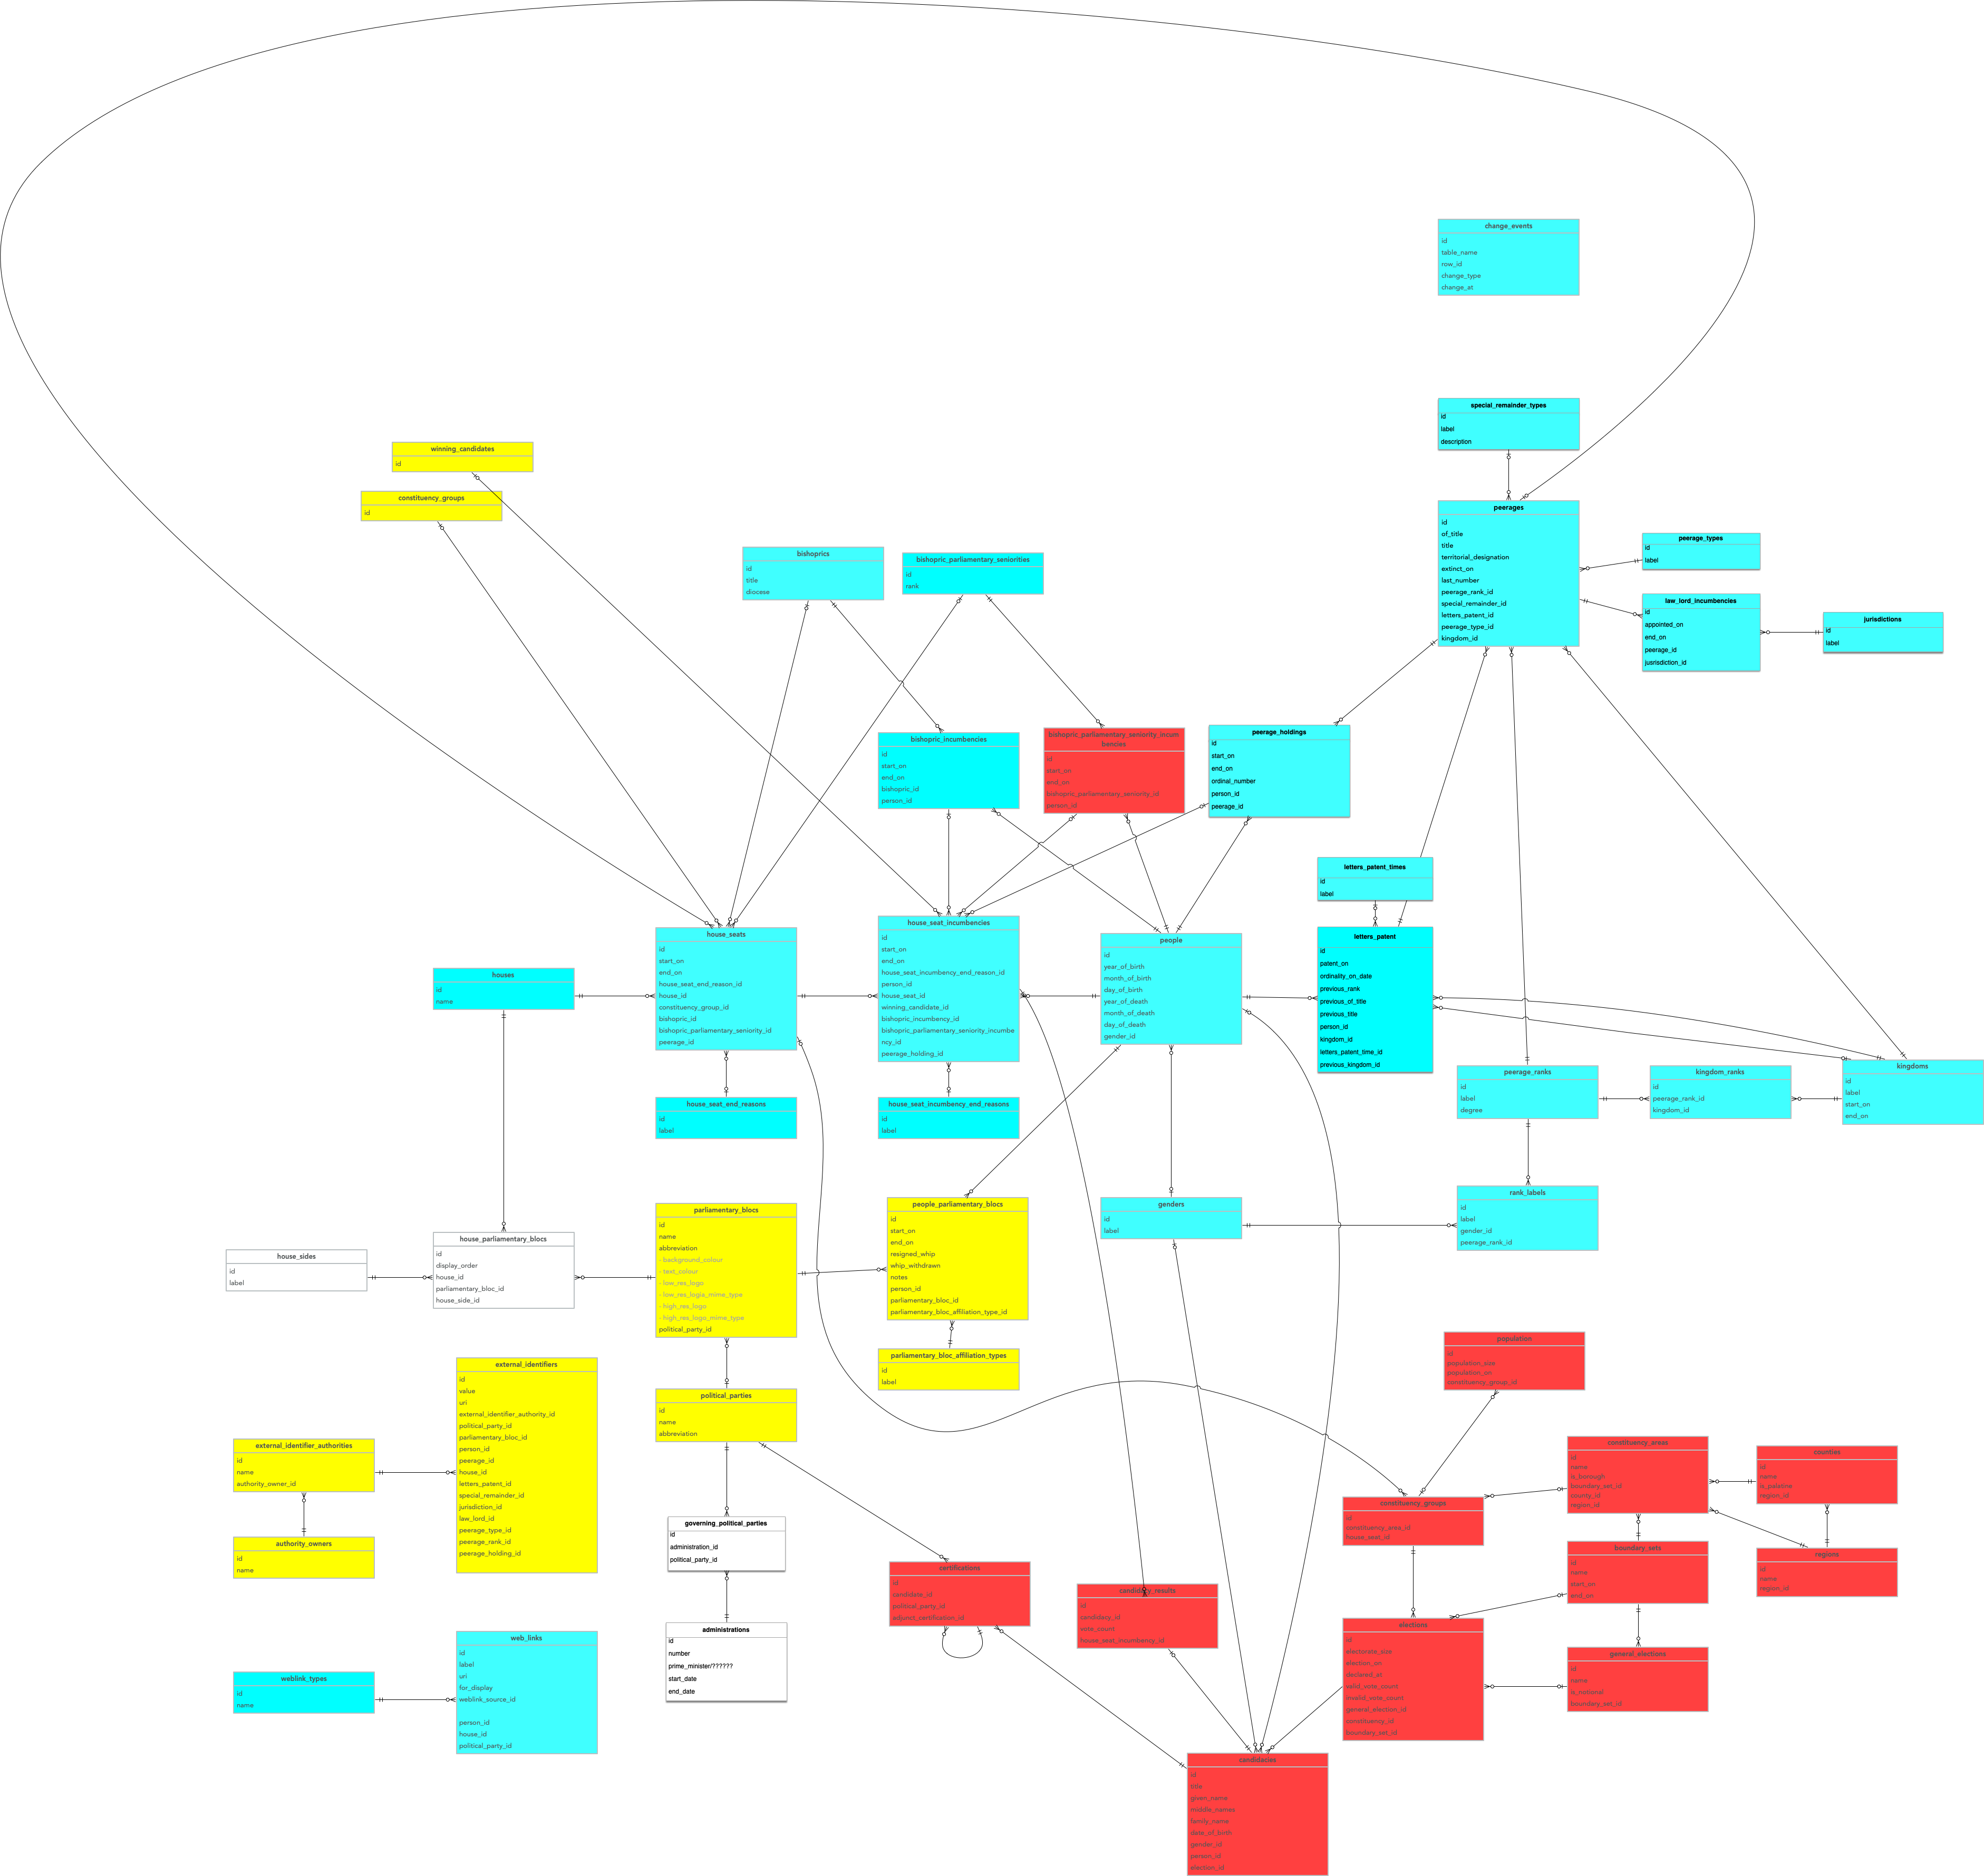 change_events
id
table_name
row_id
change_type
change_at
special_remainder_types
id
label
description
winning_candidates
id
constituency_groups
id
peerages
id
of_title
title
territorial_designation
extinct_on
last_number
peerage_rank_id
special_remainder_id
letters_patent_id
peerage_type_id
kingdom_id
peerage_types
id
label
law_lord_incumbencies
id
appointed_on
end_on
peerage_id
jusrisdiction_id
jurisdictions
id
label
bishoprics
id
title
diocese
bishopric_parliamentary_seniorities
id
rank
bishopric_incumbencies
id
start_on
end_on
bishopric_id
person_id
bishopric_parliamentary_seniority_incum
bencies
id
start_on
end_on
bishopric_parliamentary_seniority_id
person_id
peerage_holdings
id
start_on
end_on
ordinal_number
person_id
peerage_id
letters_patent_times
id
label
houses
id
name
house_seats
id
start_on
end_on
house_seat_end_reason_id
house_id
constituency_group_id
bishopric_id
bishopric_parliamentary_seniority_id
peerage_id
house_seat_incumbencies
id
start_on
end_on
house_seat_incumbency_end_reason_id
person_id
house_seat_id
winning_candidate_id
bishopric_incumbency_id
bishopric_parliamentary_seniority_incumbe
ncy_id
peerage_holding_id
people
id
year_of_birth
month_of_birth
day_of_birth
year_of_death
month_of_death
day_of_death
gender_id
letters_patent
id
patent_on
ordinality_on_date
previous_rank
previous_of_title
previous_title
person_id
kingdom_id
letters_patent_time_id
previous_kingdom_id
peerage_ranks
id
label
degree
kingdom_ranks
id
peerage_rank_id
kingdom_id
kingdoms
id
label
start_on
end_on
house_seat_end_reasons
id
label
house_seat_incumbency_end_reasons
id
label
house_sides
id
label
house_parliamentary_blocs
id
display_order
house_id
parliamentary_bloc_id
house_side_id
parliamentary_blocs
id
name
abbreviation
- background_colour
- text_colour
- low_res_logo
- low_res_logia_mime_type
- high_res_logo
- high_res_logo_mime_type
political_party_id
people_parliamentary_blocs
id
start_on
end_on
resigned_whip
whip_withdrawn
notes
person_id
parliamentary_bloc_id
parliamentary_bloc_affiliation_type_id
genders
id
label
rank_labels
id
label
gender_id
peerage_rank_id
parliamentary_bloc_affiliation_types
id
label
population
id
population_size
population_on
constituency_group_id
external_identifier_authorities
id
name
authority_owner_id
external_identifiers
id
value
uri
external_identifier_authority_id
political_party_id
parliamentary_bloc_id
person_id
peerage_id
house_id
letters_patent_id
special_remainder_id
jurisdiction_id
law_lord_id
peerage_type_id
peerage_rank_id
peerage_holding_id
authority_owners
id
name
political_parties
id
name
abbreviation
governing_political_parties
id
administration_id
political_party_id
administrations
id
number
prime_minister/??????
start_date
end_date
constituency_groups
id
constituency_area_id
house_seat_id
constituency_areas
id
name
is_borough
boundary_set_id
county_id
region_id
counties
id
name
is_palatine
region_id
boundary_sets
id
name
start_on
end_on
regions
id
name
region_id
certifications
id
candidate_id
political_party_id
adjunct_certification_id
candidacy_results
id
candidacy_id
vote_count
house_seat_incumbency_id
elections
id
electorate_size
election_on
declared_at
valid_vote_count
invalid_vote_count
general_election_id
constituency_id
boundary_set_id
general_elections
id
name
is_notional
boundary_set_id
weblink_types
id
name
web_links
id
label
uri
for_display
weblink_source_id
person_id
house_id
political_party_id
candidacies
id
title
given_name
middle_names
family_name
date_of_birth
gender_id
person_id
election_id